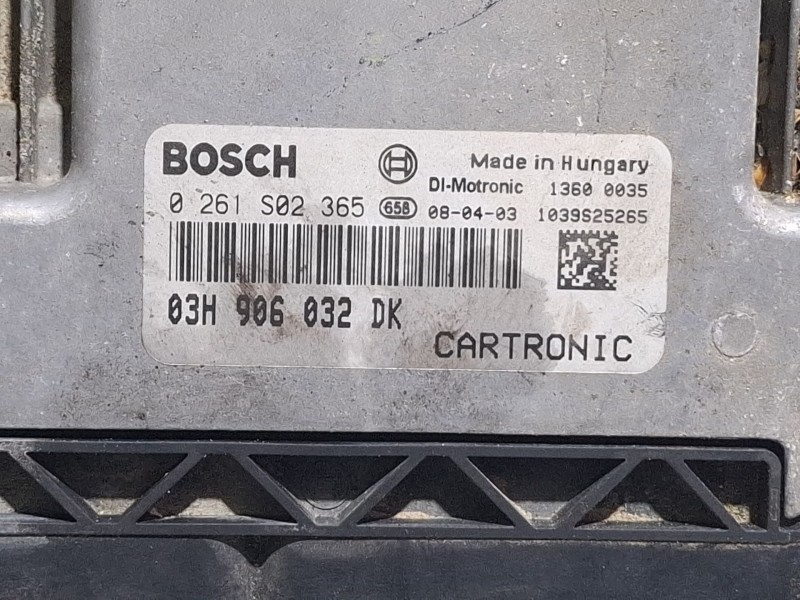 BOSCH
Made in Hungary
DI-Motronic 1360 0035
0 261 S02 365 65B 08-04-03 1039S25265
03H 906 032 DK
CARTRONIC